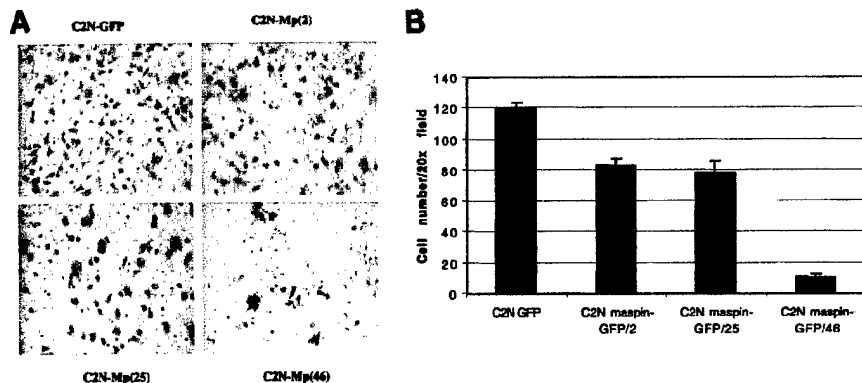 A
C2N-GFP
C2N-Mp(2)
C2N-Mp(25)
C2N-Mp(46)
B
Cell number/20x field
140
120
100
80
60
40
20
0
C2N GFP
C2N maspin-
GFP/2
C2N maspin-
GFP/25
C2N maspin-
GFP/46